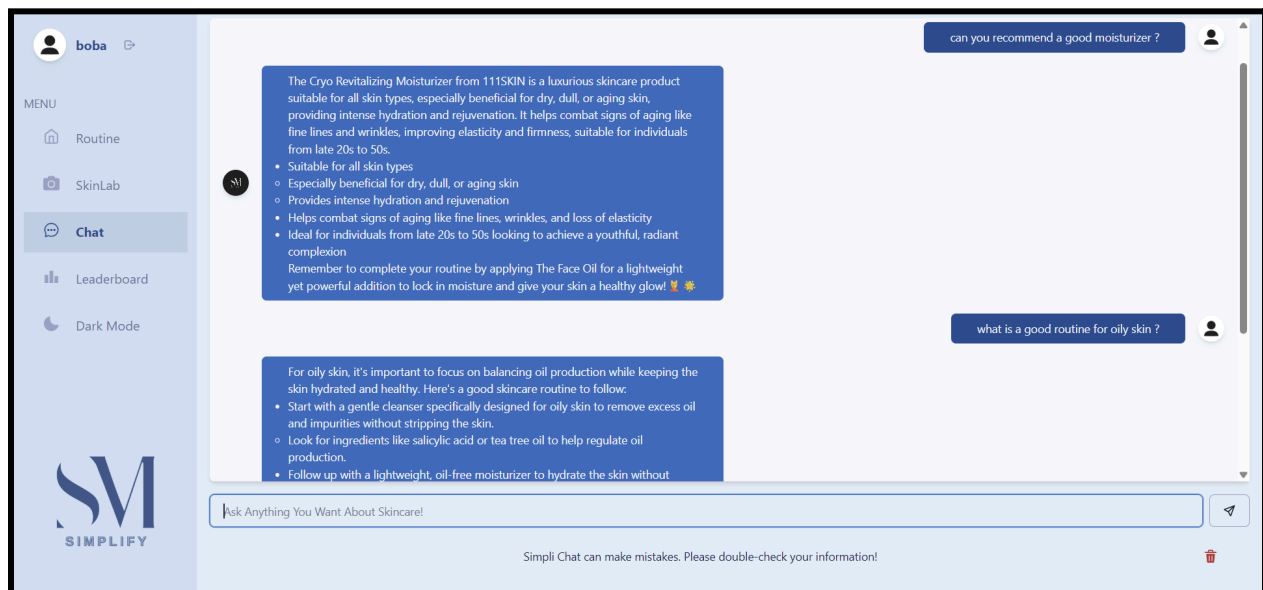 boba
MENU
Routine
SkinLab
Chat
Leaderboard
Dark Mode
SM
SIMPLIFY
can you recommend a good moisturizer ?
SM
The Cryo Revitalizing Moisturizer from 111SKIN is a luxurious skincare product
suitable for all skin types, especially beneficial for dry, dull, or aging skin,
providing intense hydration and rejuvenation. It helps combat signs of aging like
fine lines and wrinkles, improving elasticity and firmness, suitable for individuals
from late 20s to 50s.
• Suitable for all skin types
◦ Especially beneficial for dry, dull, or aging skin
◦ Provides intense hydration and rejuvenation
• Helps combat signs of aging like fine lines, wrinkles, and loss of elasticity
• Ideal for individuals from late 20s to 50s looking to achieve a youthful, radiant
complexion
Remember to complete your routine by applying The Face Oil for a lightweight
yet powerful addition to lock in moisture and give your skin a healthy glow!
what is a good routine for oily skin ?
For oily skin, it's important to focus on balancing oil production while keeping the
skin hydrated and healthy. Here's a good skincare routine to follow:
• Start with a gentle cleanser specifically designed for oily skin to remove excess oil
and impurities without stripping the skin.
◦ Look for ingredients like salicylic acid or tea tree oil to help regulate oil
production.
• Follow up with a lightweight, oil-free moisturizer to hydrate the skin without
Ask Anything You Want About Skincare!
Simpli Chat can make mistakes. Please double-check your information!